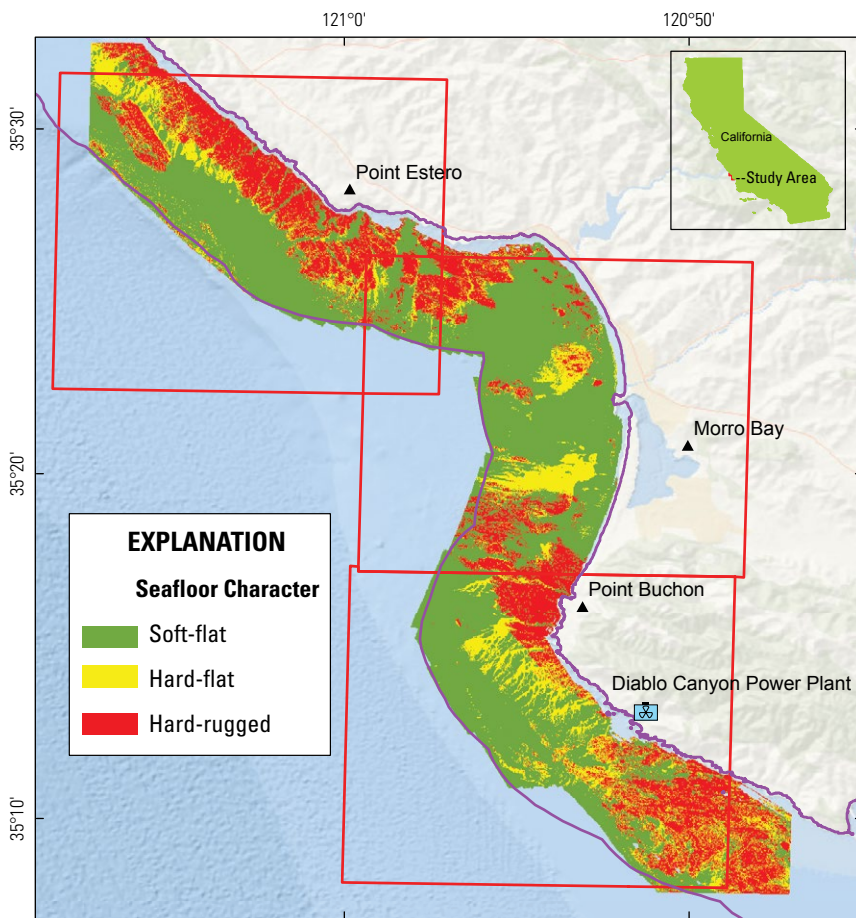 121°0'
120°50'
35°30'
California
Study Area
Point Estero
35°20'
Morro Bay
EXPLANATION
Seafloor Character
Soft-flat
Hard-flat
Hard-rugged
Point Buchon
Diablo Canyon Power Plant
35°10'